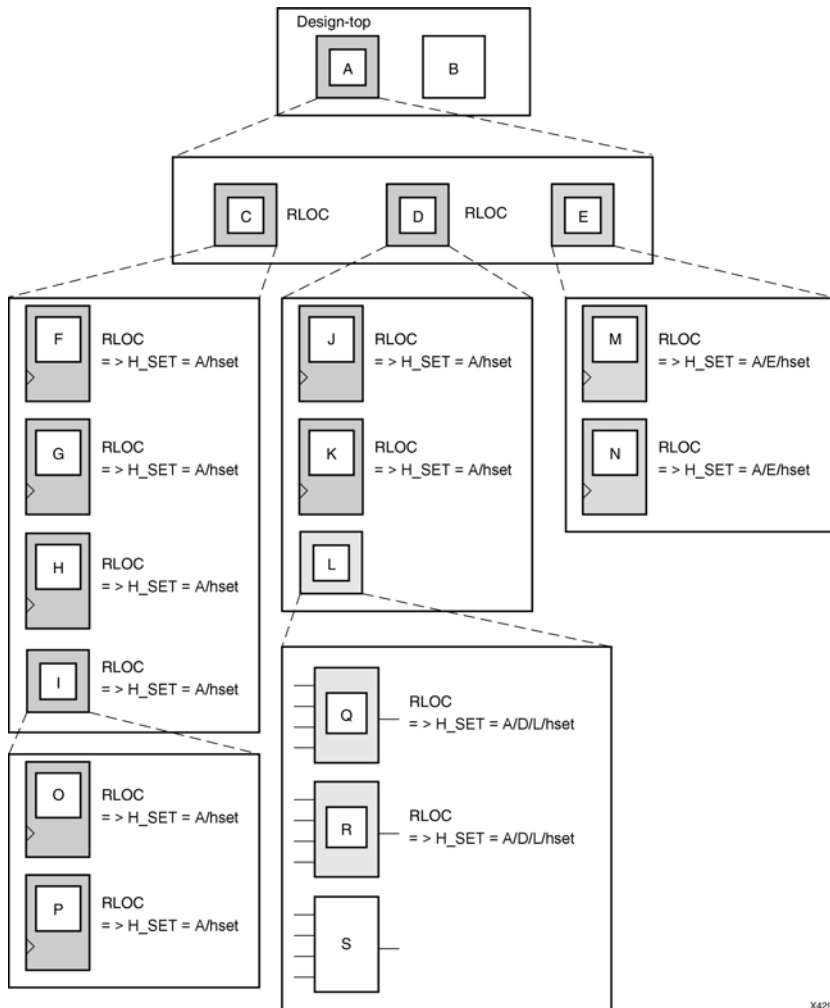 Design-top
A
B
C
RLOC
D
RLOC
E
F
RLOC
= > H_SET = A/hset
G
RLOC
= > H_SET = A/hset
H
RLOC
= > H_SET = A/hset
I
RLOC
= > H_SET = A/hset
J
RLOC
= > H_SET = A/hset
K
RLOC
= > H_SET = A/hset
L
M
RLOC
= > H_SET = A/E/hset
N
RLOC
= > H_SET = A/E/hset
O
RLOC
= > H_SET = A/hset
P
RLOC
= > H_SET = A/hset
Q
RLOC
= > H_SET = A/D/L/hset
R
RLOC
= > H_SET = A/D/L/hset
S